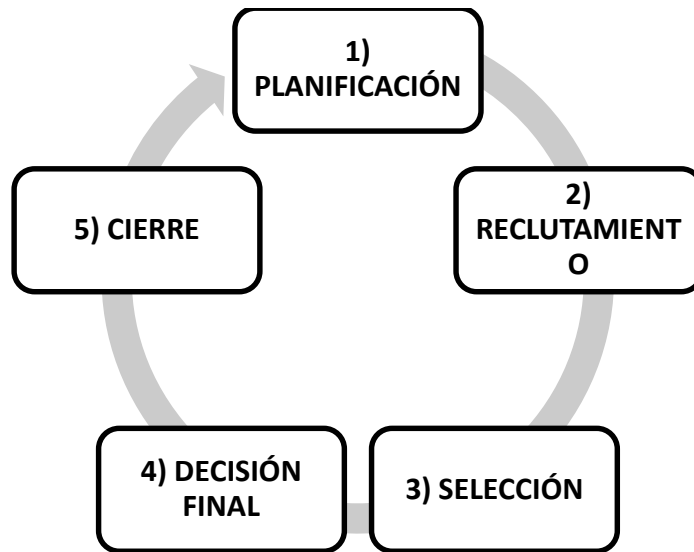 1)
PLANIFICACIÓN
2)
RECLUTAMIENT
O
3) SELECCIÓN
4) DECISIÓN
FINAL
5) CIERRE